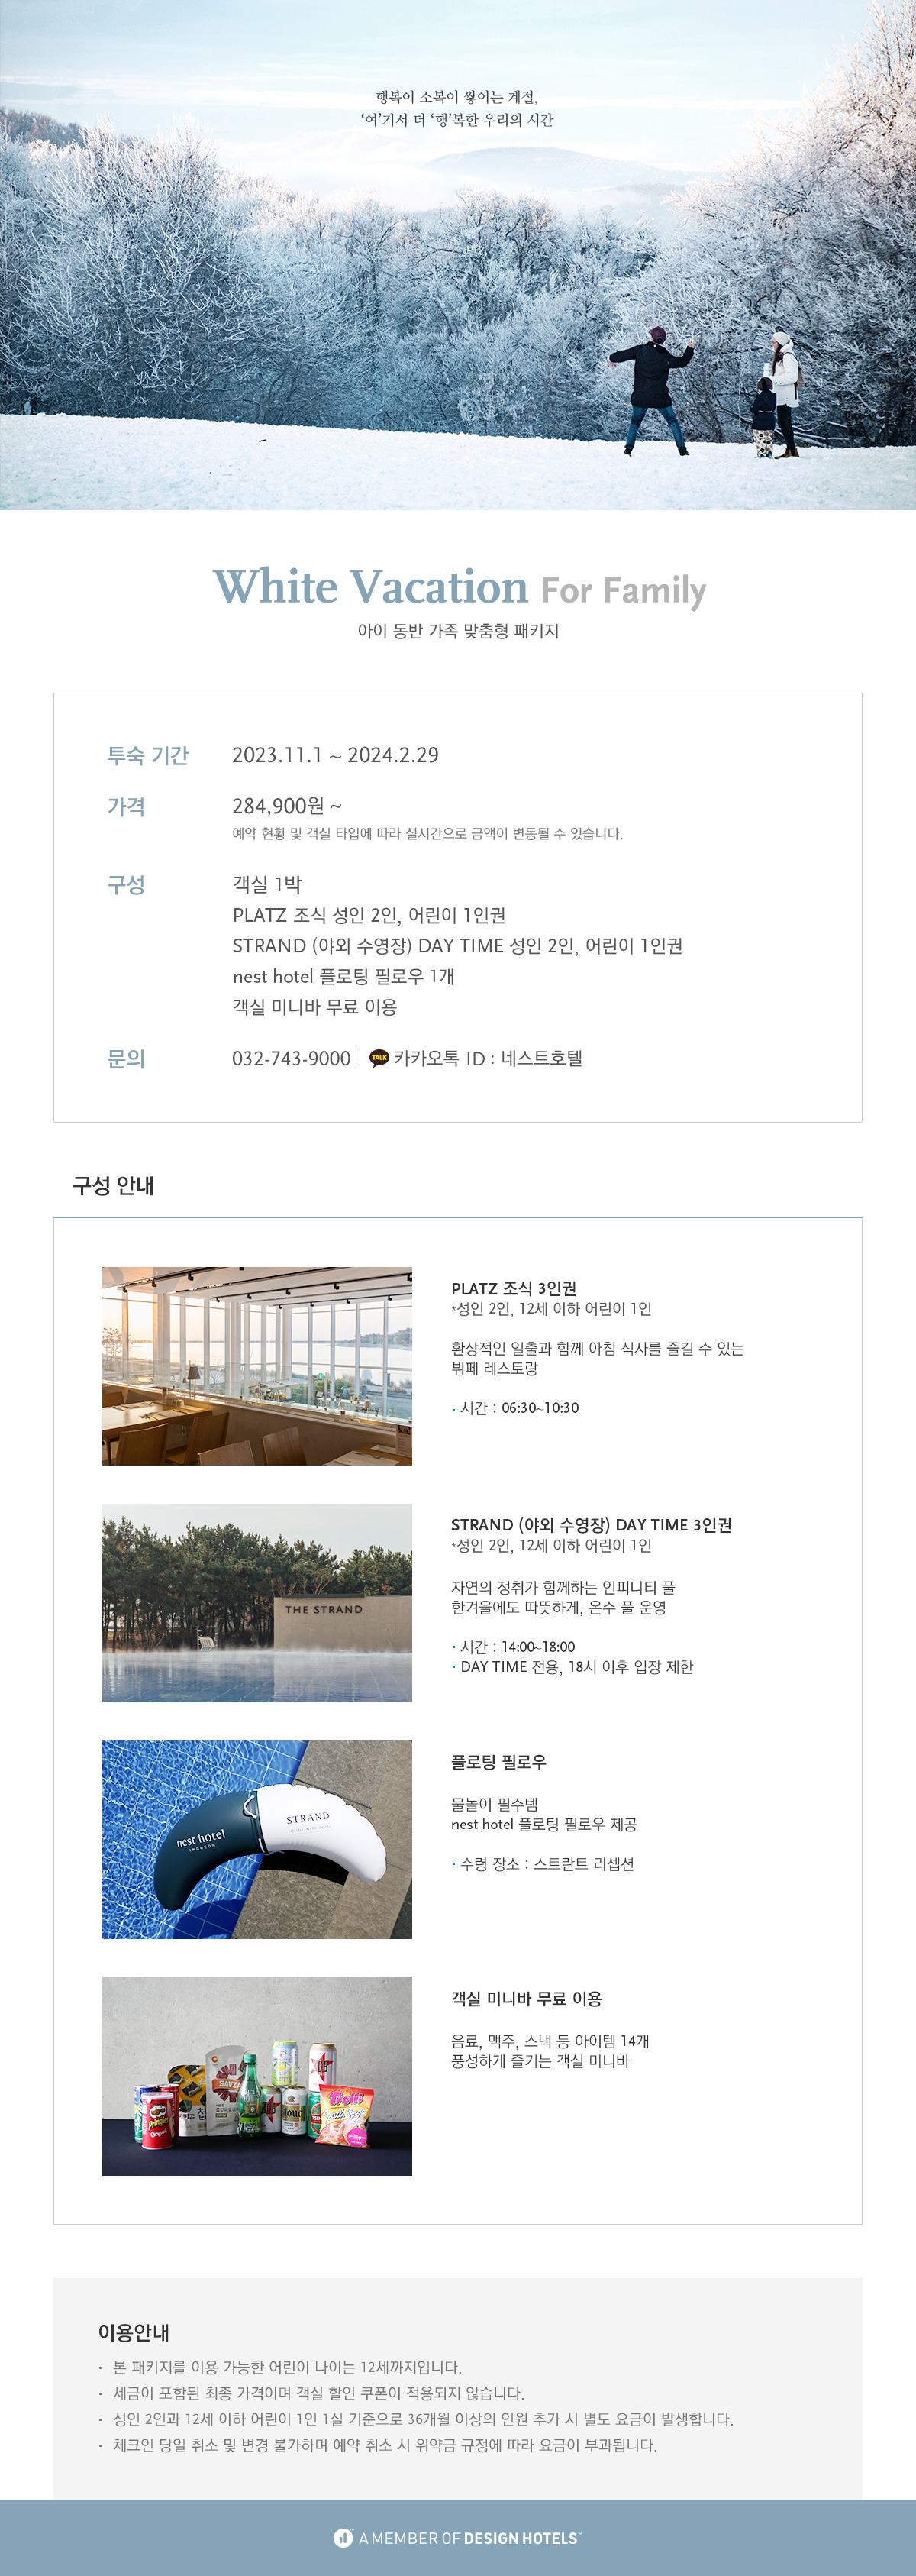 행복이 소복이 쌓이는 계절,
‘여’기서 더 ‘행’복한 우리의 시간
White Vacation For Family
아이 동반 가족 맞춤형 패키지
투숙 기간 2023.11.1 ~ 2024.2.29
가격 284,900원 ~
예약 현황 및 객실 타입에 따라 실시간으로 금액이 변동될 수 있습니다.
구성 객실 1박
PLATZ 조식 성인 2인, 어린이 1인권
STRAND (야외 수영장) DAY TIME 성인 2인, 어린이 1인권
nest hotel 플로팅 필로우 1개
객실 미니바 무료 이용
문의 032-743-9000 | TALK 카카오톡 ID : 네스트호텔
구성 안내
PLATZ 조식 3인권
*성인 2인, 12세 이하 어린이 1인
환상적인 일출과 함께 아침 식사를 즐길 수 있는
뷔페 레스토랑
· 시간 : 06:30~10:30
THE STRAND
STRAND (야외 수영장) DAY TIME 3인권
*성인 2인, 12세 이하 어린이 1인
자연의 정취가 함께하는 인피니티 풀
한겨울에도 따뜻하게, 온수 풀 운영
· 시간 : 14:00~18:00
· DAY TIME 전용, 18시 이후 입장 제한
nest hotel
INCHEON
STRAND
플로팅 필로우
물놀이 필수템
nest hotel 플로팅 필로우 제공
· 수령 장소 : 스트란트 리셉션
Pringles
Original
칩
Trolli
객실 미니바 무료 이용
음료, 맥주, 스낵 등 아이템 14개
풍성하게 즐기는 객실 미니바
이용안내
· 본 패키지를 이용 가능한 어린이 나이는 12세까지입니다.
· 세금이 포함된 최종 가격이며 객실 할인 쿠폰이 적용되지 않습니다.
· 성인 2인과 12세 이하 어린이 1인 1실 기준으로 36개월 이상의 인원 추가 시 별도 요금이 발생합니다.
· 체크인 당일 취소 및 변경 불가하며 예약 취소 시 위약금 규정에 따라 요금이 부과됩니다.
A MEMBER OF DESIGN HOTELS™